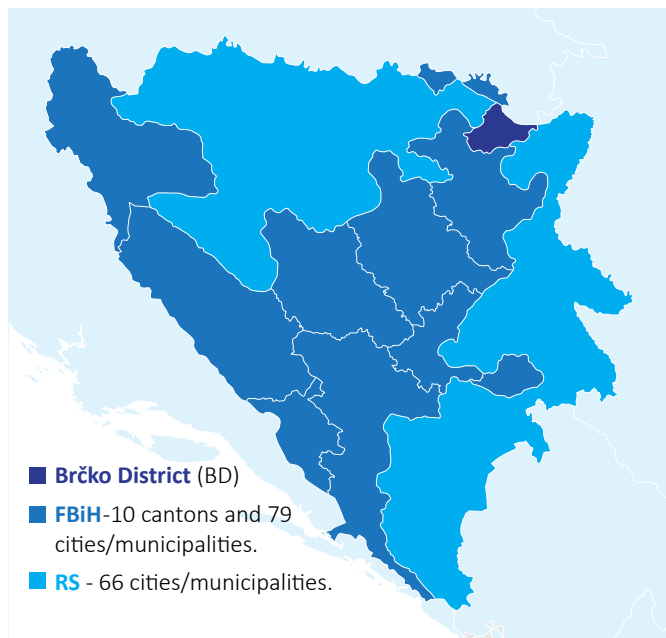 Brčko District (BD)
FBiH-10 cantons and 79
cities/municipalities.
RS - 66 cities/municipalities.